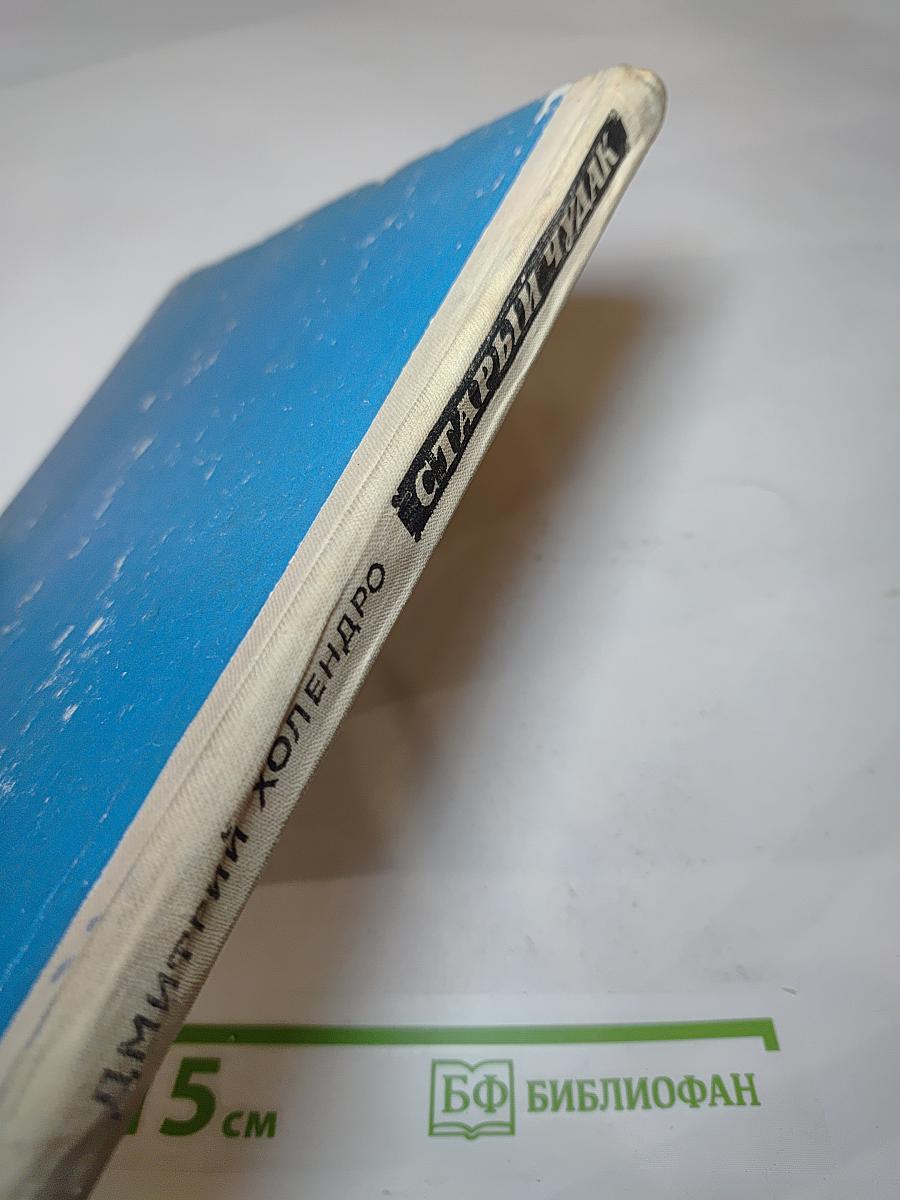 ДМИТРИЙ ХОЛЕНДРО СТАРЫЙ ЧУДАК
15 см
БФ БИБЛИОФАН